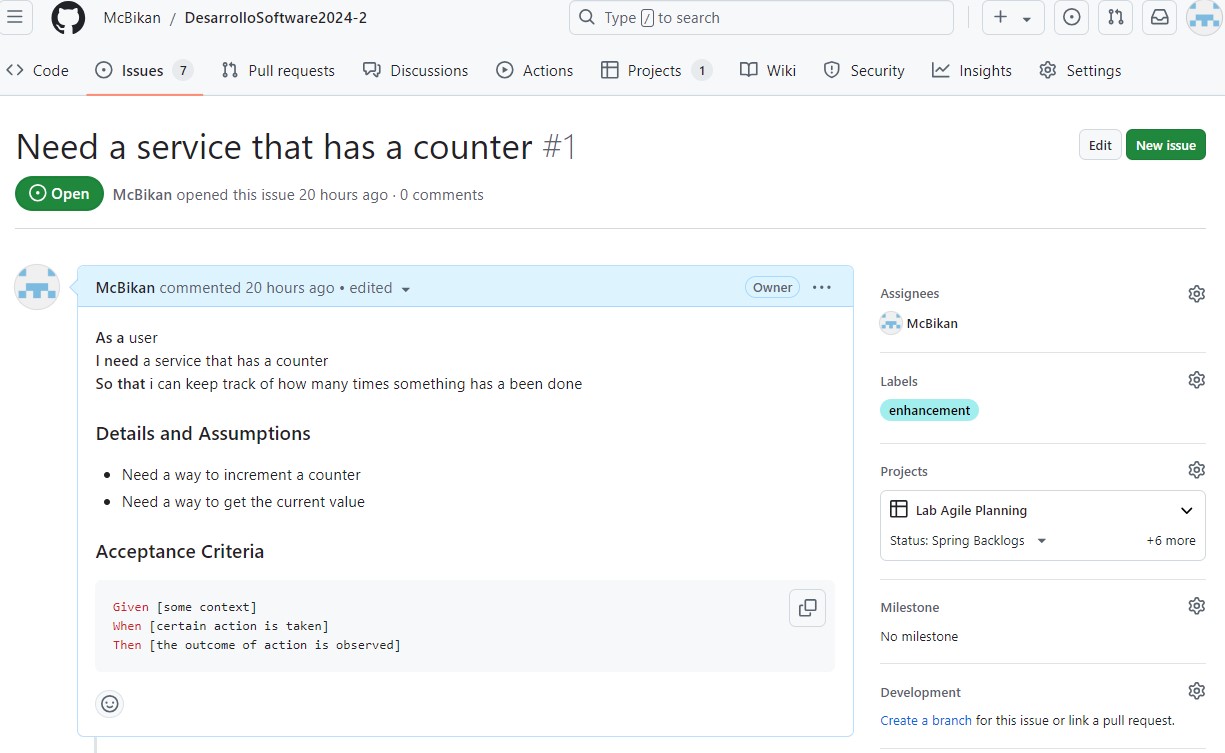 McBikan / DesarrolloSoftware2024-2
Type / to search
Code
Issues 7
Pull requests
Discussions
Actions
Projects 1
Wiki
Security
Insights
Settings
Need a service that has a counter #1
Edit
New issue
Open
McBikan opened this issue 20 hours ago · 0 comments
McBikan commented 20 hours ago • edited
Owner
As a user
I need a service that has a counter
So that i can keep track of how many times something has a been done
Details and Assumptions
• Need a way to increment a counter
• Need a way to get the current value
Acceptance Criteria
Given [some context]
When [certain action is taken]
Then [the outcome of action is observed]
Assignees
McBikan
Labels
enhancement
Projects
Lab Agile Planning
Status: Spring Backlogs
+6 more
Milestone
No milestone
Development
Create a branch for this issue or link a pull request.